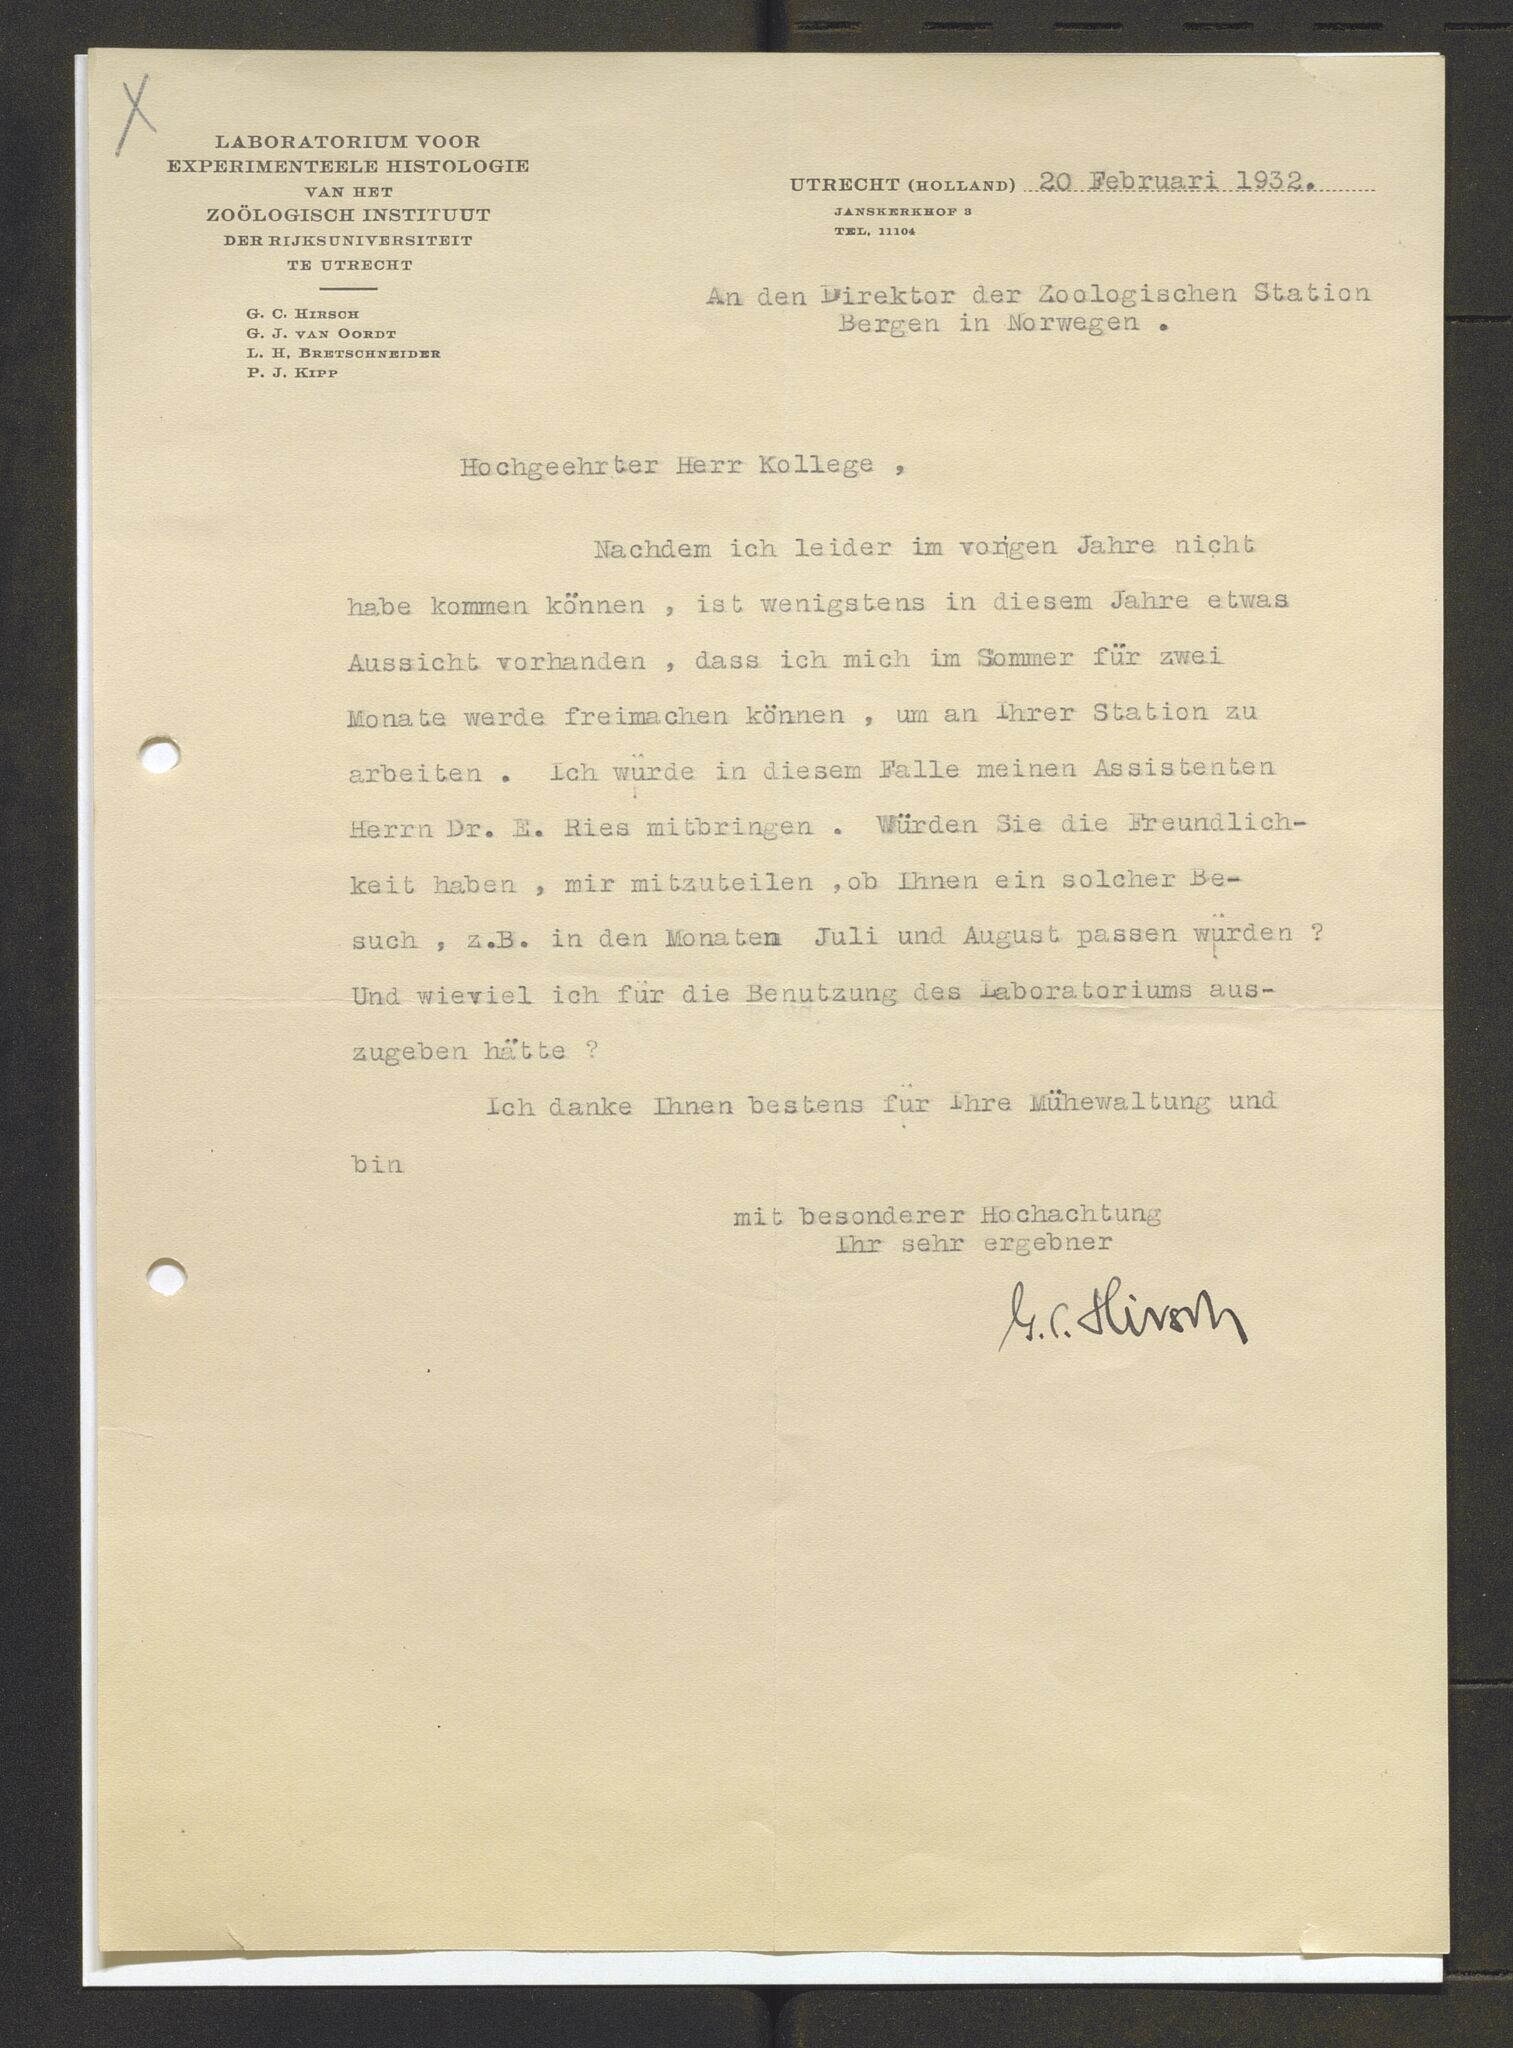 LABORATORIUM VOOR
EXPERIMENTEELE HISTOLOGIE
VAN HET
ZOÖLOGISCH INSTITUUT
DER RIJKSUNIVERSITEIT
TE UTRECHT
G. C. HIRSCH
G. J. VAN OORDT
L. H. BRETSCHNEIDER
P. J. KIPP
UTRECHT (HOLLAND) 20 Februari 1932.
JANSKERKHOF 3
TEL. 11104
An den Direktor der Zoologischen Station
Bergen in Norwegen .
Hochgeehrter Herr Kollege ,
Nachdem ich leider im vorigen Jahre nicht
habe kommen können , ist wenigstens in diesem Jahre etwas
Aussicht vorhanden , dass ich mich im Sommer für zwei
Monate werde freimachen können , um an Ihrer Station zu
arbeiten . Ich würde in diesem Falle meinen Assistenten
Herrn Dr. E. Ries mitbringen . Würden Sie die Freundlich-
keit haben , mir mitzuteilen ,ob Ihnen ein solcher Be-
such , z.B. in den Monaten Juli und August passen würden ?
Und wieviel ich für die Benutzung des Laboratoriums aus-
zugeben hätte ?
Ich danke Ihnen bestens für Ihre Mühewaltung und
bin
mit besonderer Hochachtung
Ihr sehr ergebner
G. C. Hirsch